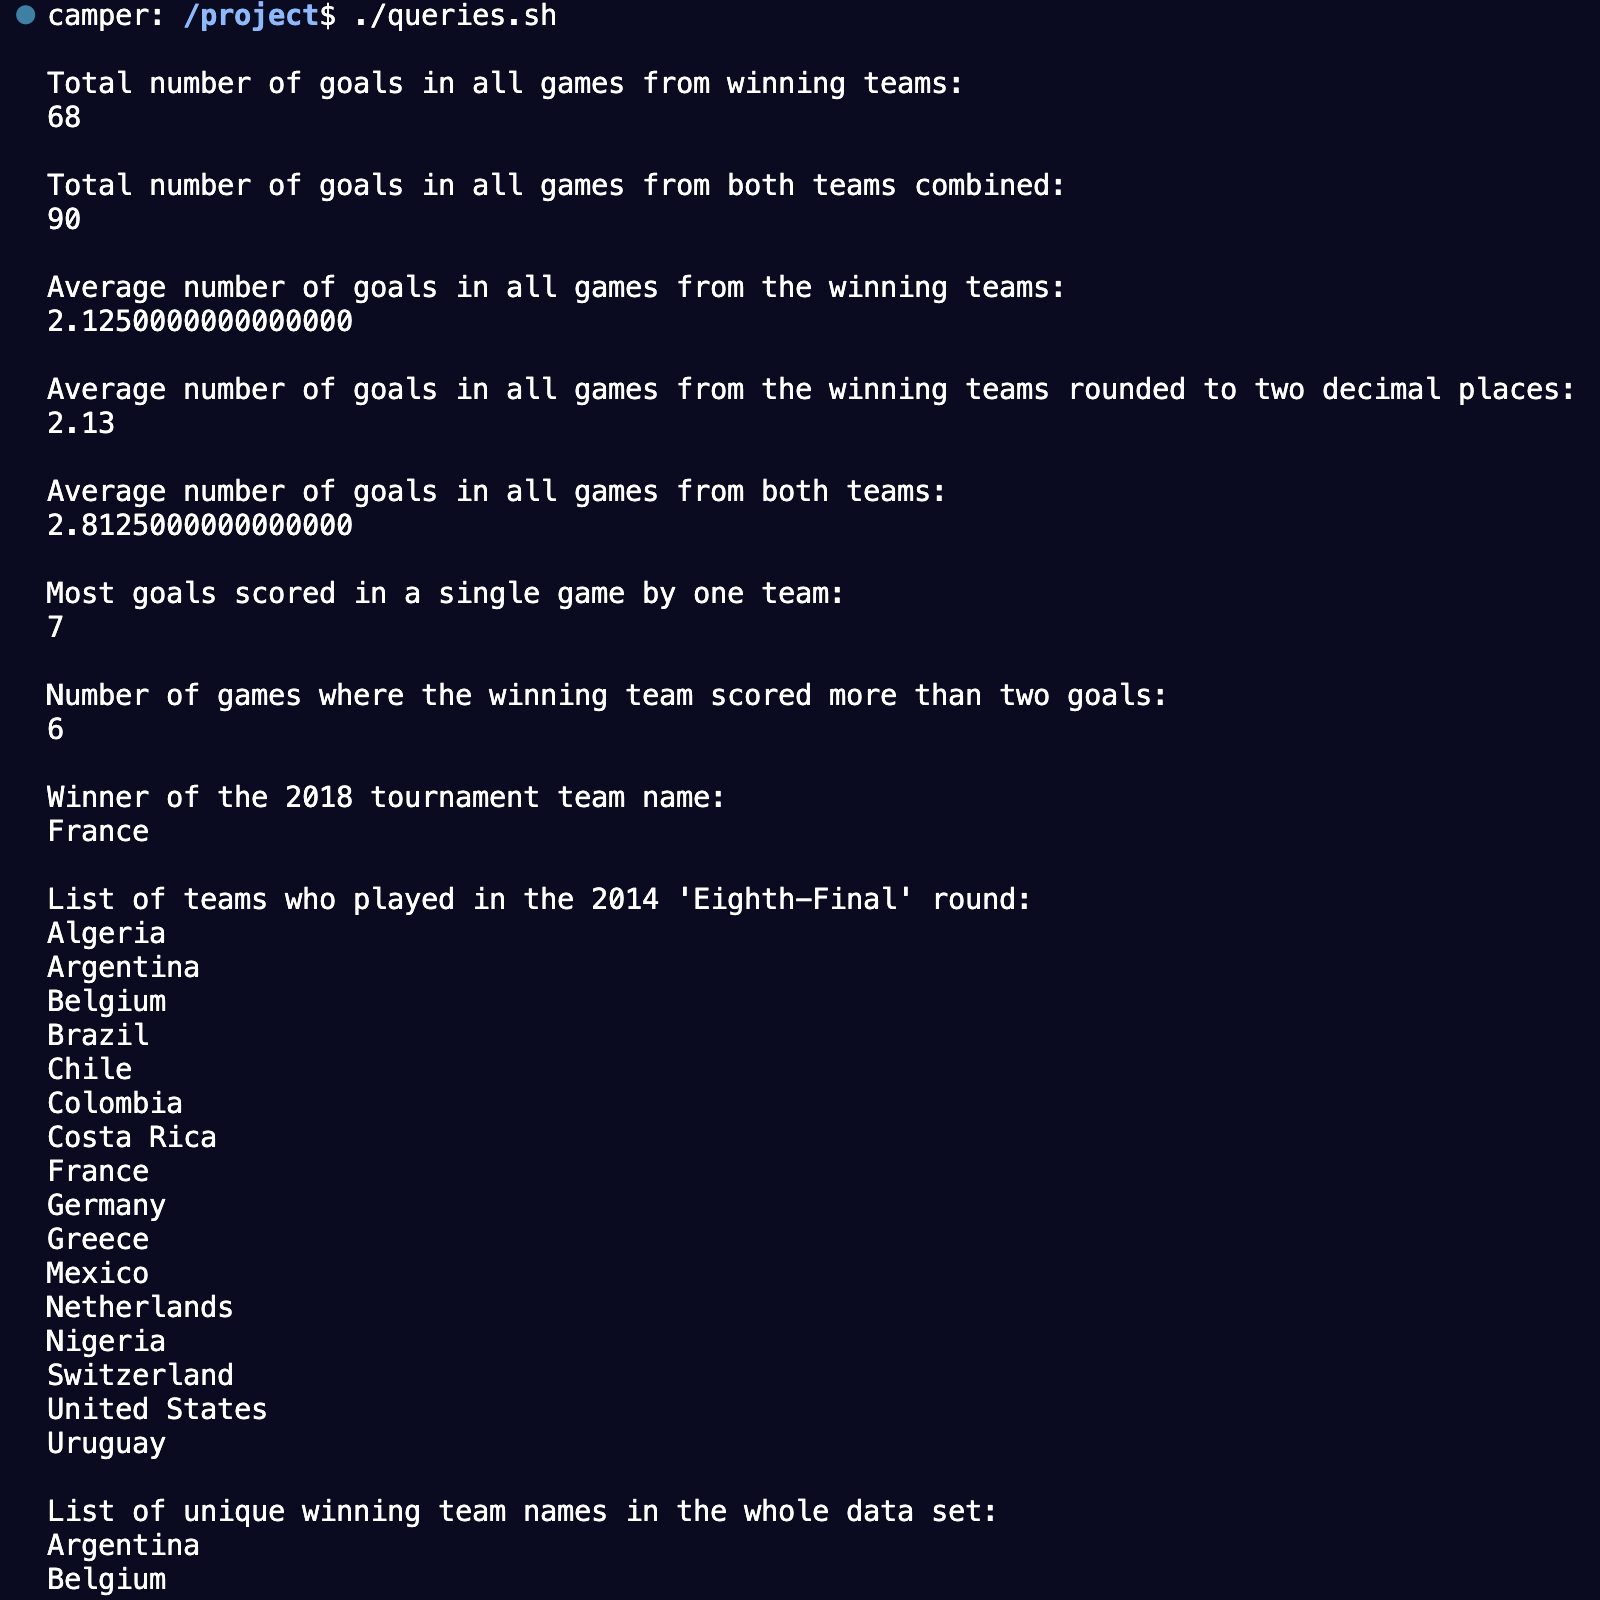 camper: /project$ ./queries.sh
Total number of goals in all games from winning teams:
68
Total number of goals in all games from both teams combined:
90
Average number of goals in all games from the winning teams:
2.1250000000000000
Average number of goals in all games from the winning teams rounded to two decimal places:
2.13
Average number of goals in all games from both teams:
2.8125000000000000
Most goals scored in a single game by one team:
7
Number of games where the winning team scored more than two goals:
6
Winner of the 2018 tournament team name:
France
List of teams who played in the 2014 'Eighth-Final' round:
Algeria
Argentina
Belgium
Brazil
Chile
Colombia
Costa Rica
France
Germany
Greece
Mexico
Netherlands
Nigeria
Switzerland
United States
Uruguay
List of unique winning team names in the whole data set:
Argentina
Belgium